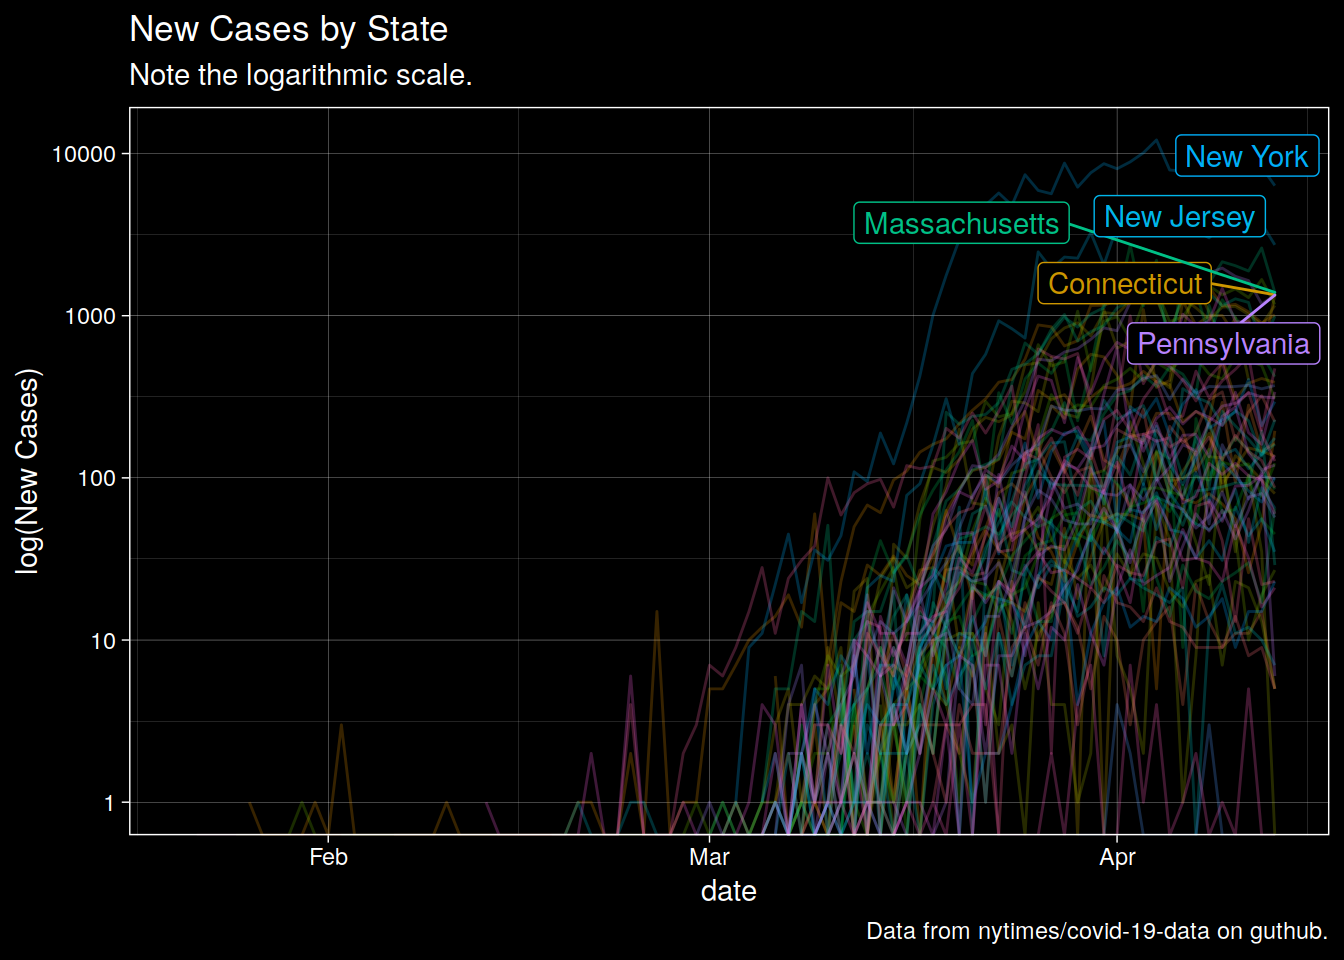 New Cases by State
Note the logarithmic scale.
log(New Cases)
10000
1000
100
10
1
New York
New Jersey
Massachusetts
Connecticut
Pennsylvania
Feb
Mar
Apr
date
Data from nytimes/covid-19-data on guthub.